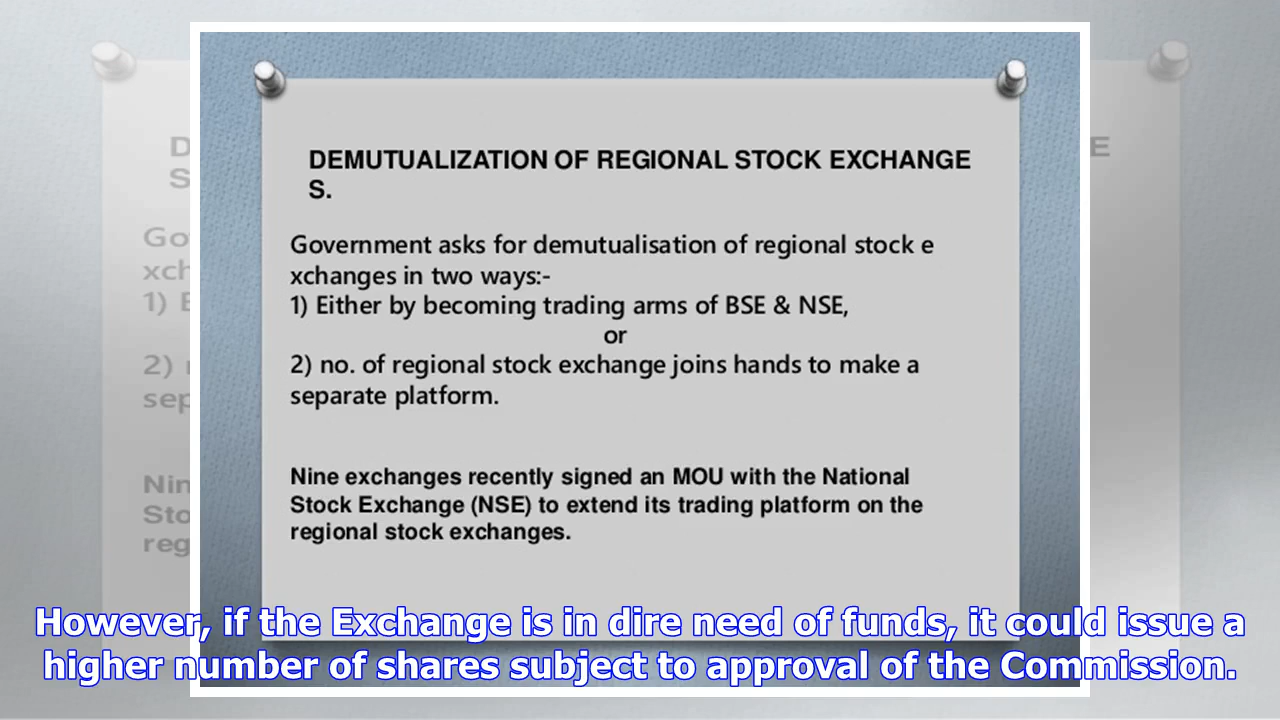 DEMUTUALIZATION OF REGIONAL STOCK EXCHANGE
S.
Government asks for demutualisation of regional stock e
xchanges in two ways:-
1) Either by becoming trading arms of BSE & NSE,
or
2) no. of regional stock exchange joins hands to make a
separate platform.
Nine exchanges recently signed an MOU with the National
Stock Exchange (NSE) to extend its trading platform on the
regional stock exchanges.
However, if the Exchange is in dire need of funds, it could issue a
higher number of shares subject to approval of the Commission.